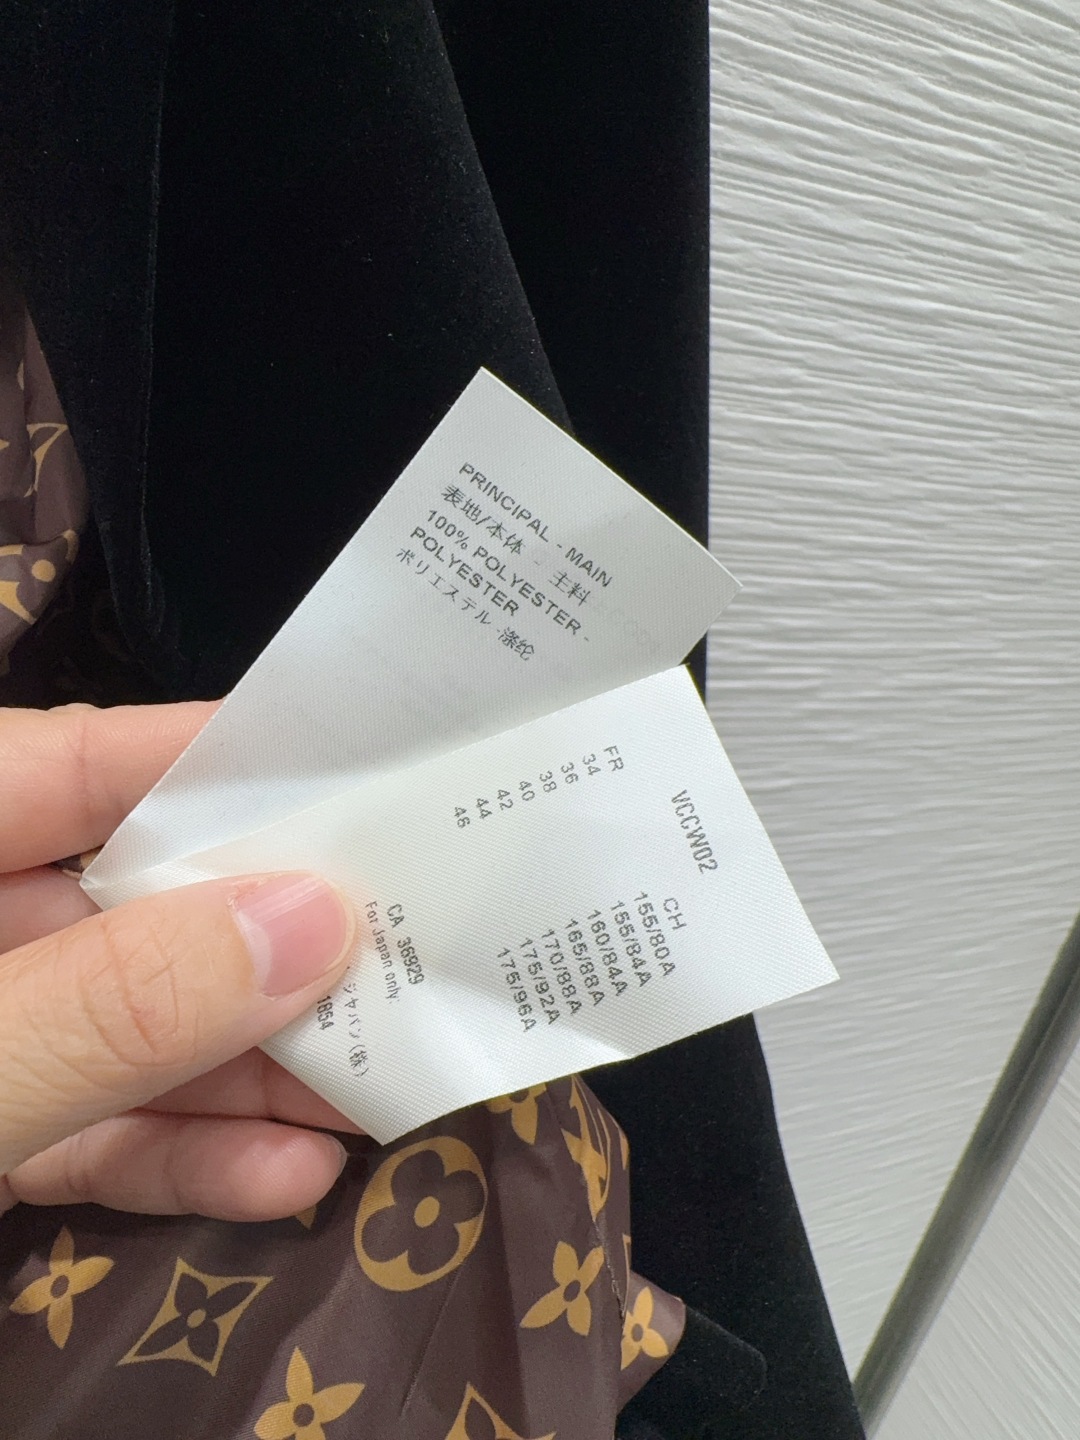 PRINCIPAL - MAIN
表地/本体 - 主料
100% POLYESTER -
POLYESTER
ポリエステル -涤纶
VCCW02
FR
34
36
38
40
42
44
46
CH
155/80A
155/84A
160/84A
165/88A
170/88A
175/92A
175/96A
CA 36929
For Japan only:
ジャパン(株)
1854